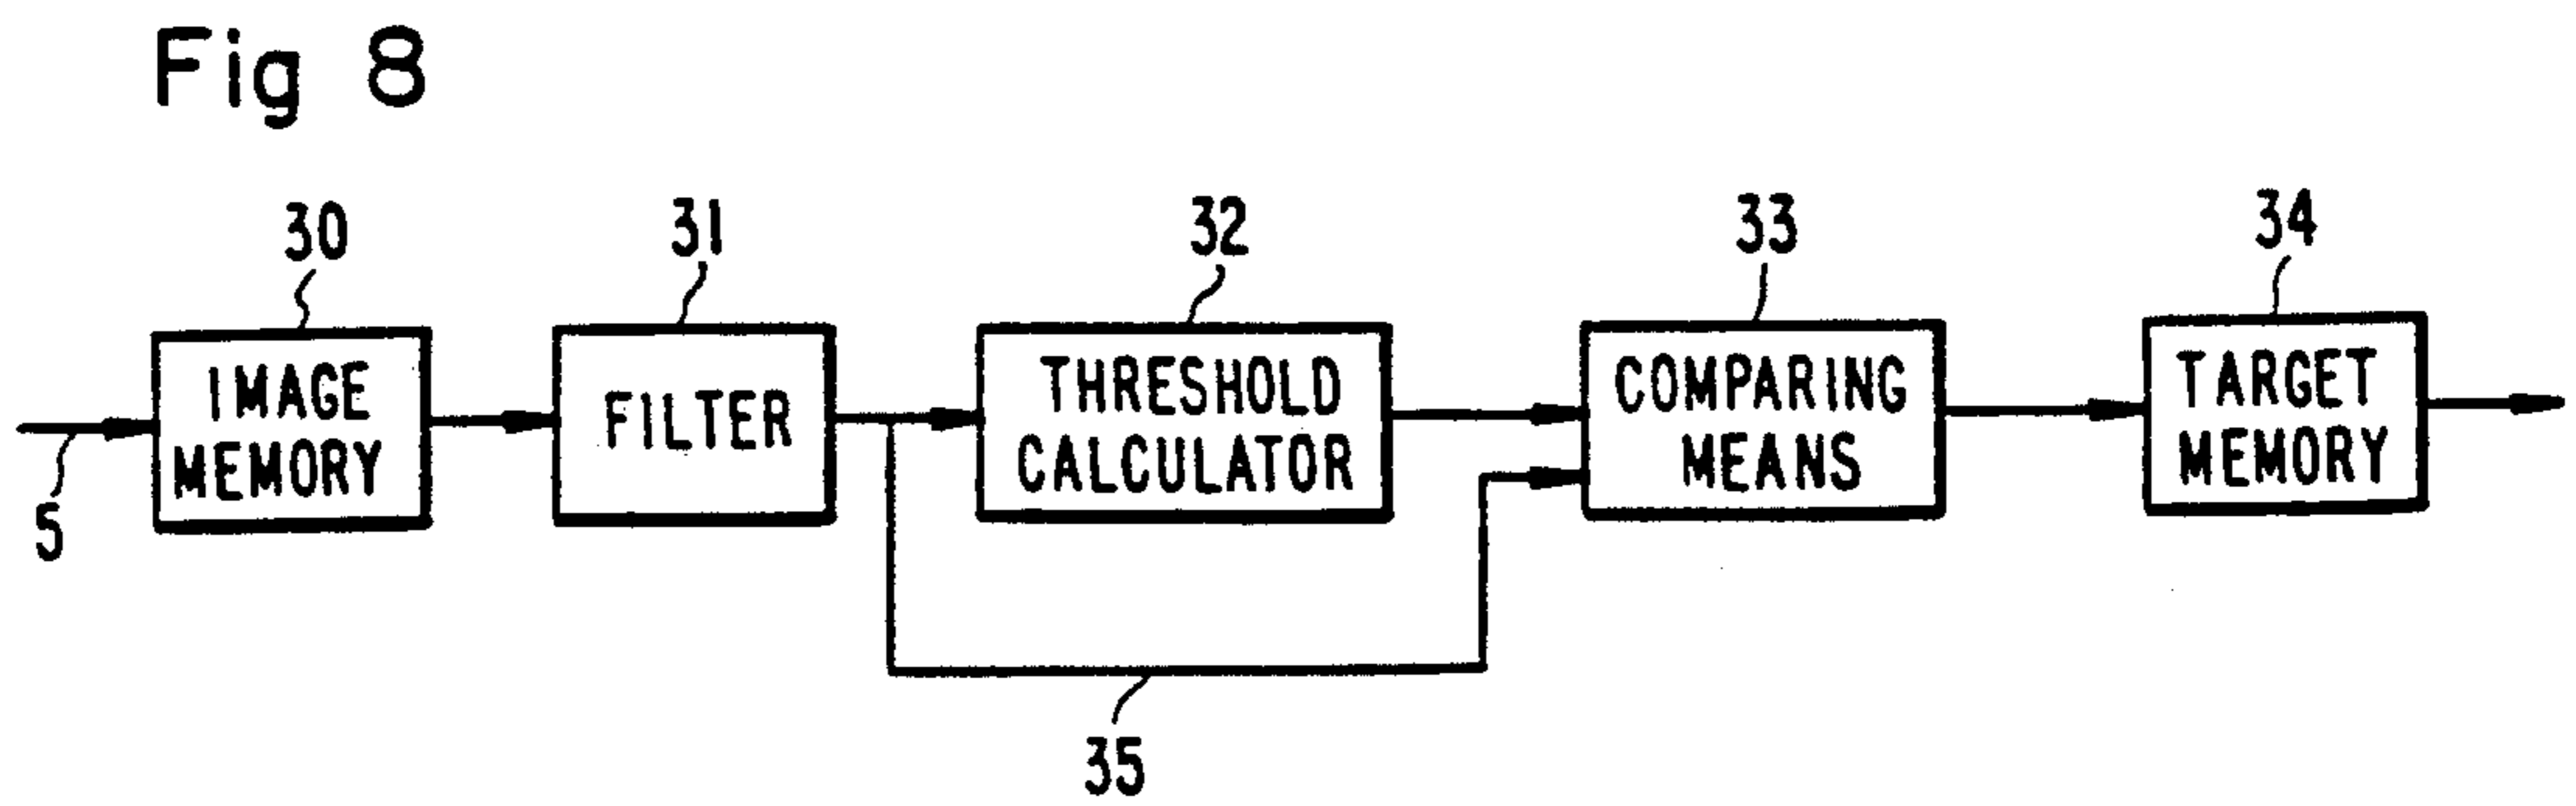 Fig 8
30
31
32
33
34
IMAGE
MEMORY
FILTER
THRESHOLD
CALCULATOR
COMPARING
MEANS
TARGET
MEMORY
5
35